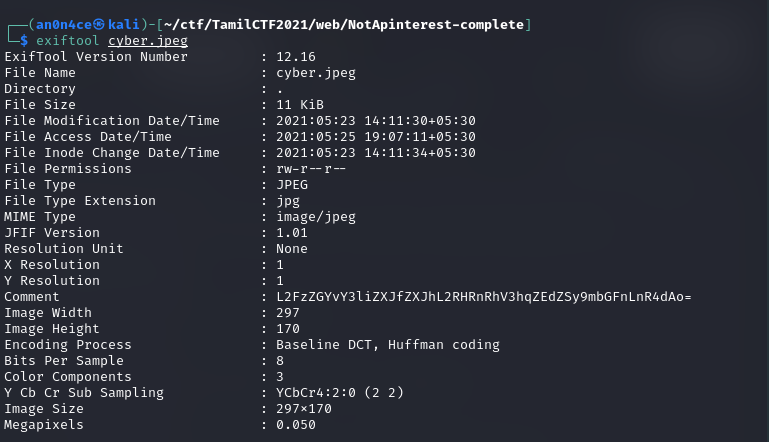 ┌──(an0n4ce㉿kali)-[~/ctf/TamilCTF2021/web/NotApinterest-complete]
└─$ exiftool cyber.jpeg
ExifTool Version Number : 12.16
File Name : cyber.jpeg
Directory : .
File Size : 11 KiB
File Modification Date/Time : 2021:05:23 14:11:30+05:30
File Access Date/Time : 2021:05:25 19:07:11+05:30
File Inode Change Date/Time : 2021:05:23 14:11:34+05:30
File Permissions : rw-r--r--
File Type : JPEG
File Type Extension : jpg
MIME Type : image/jpeg
JFIF Version : 1.01
Resolution Unit : None
X Resolution : 1
Y Resolution : 1
Comment : L2FzZGYvY3liZXJfZXJhL2RHRnRhV3hqZEdZSy9mbGFnLnR4dAo=
Image Width : 297
Image Height : 170
Encoding Process : Baseline DCT, Huffman coding
Bits Per Sample : 8
Color Components : 3
Y Cb Cr Sub Sampling : YCbCr4:2:0 (2 2)
Image Size : 297×170
Megapixels : 0.050